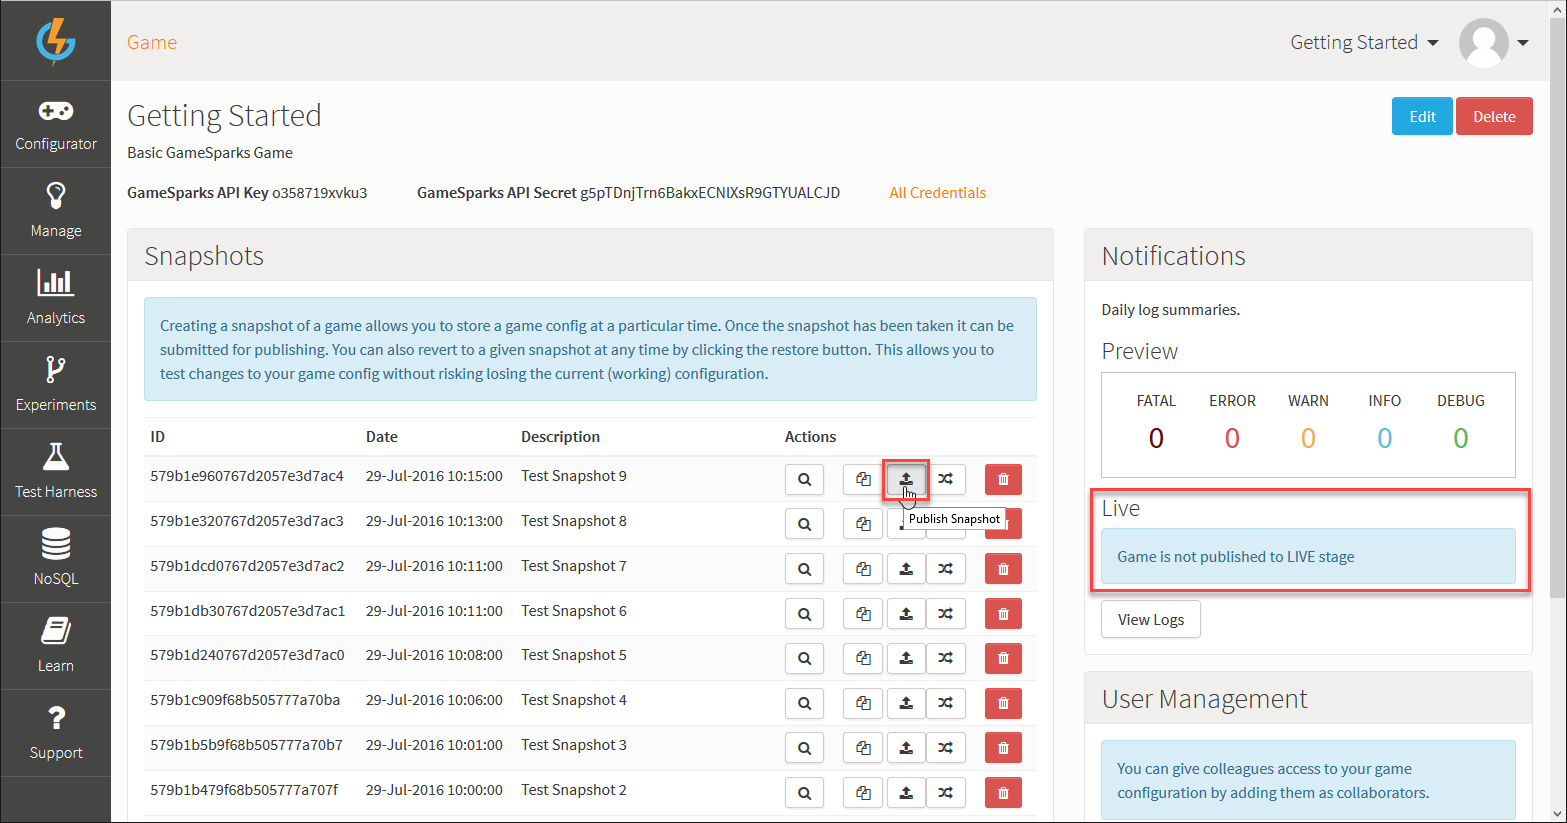 Game
Getting Started
Configurator
Manage
Analytics
Experiments
Test Harness
NoSQL
Learn
Support
Getting Started
Edit
Delete
Basic GameSparks Game
GameSparks API Key o358719xvku3
GameSparks API Secret g5pTDnjTrn6BakxECNIXsR9GTYUALCJD
All Credentials
Snapshots
Creating a snapshot of a game allows you to store a game config at a particular time. Once the snapshot has been taken it can be
submitted for publishing. You can also revert to a given snapshot at any time by clicking the restore button. This allows you to
test changes to your game config without risking losing the current (working) configuration.
ID Date Description Actions
579b1e960767d2057e3d7ac4 29-Jul-2016 10:15:00 Test Snapshot 9
579b1e320767d2057e3d7ac3 29-Jul-2016 10:13:00 Test Snapshot 8
Publish Snapshot
579b1dcd0767d2057e3d7ac2 29-Jul-2016 10:11:00 Test Snapshot 7
579b1db30767d2057e3d7ac1 29-Jul-2016 10:11:00 Test Snapshot 6
579b1d240767d2057e3d7ac0 29-Jul-2016 10:08:00 Test Snapshot 5
579b1c909f68b505777a70ba 29-Jul-2016 10:06:00 Test Snapshot 4
579b1b5b9f68b505777a70b7 29-Jul-2016 10:01:00 Test Snapshot 3
579b1b479f68b505777a707f 29-Jul-2016 10:00:00 Test Snapshot 2
Notifications
Daily log summaries.
Preview
FATAL ERROR WARN INFO DEBUG
0 0 0 0 0
Live
Game is not published to LIVE stage
View Logs
User Management
You can give colleagues access to your game
configuration by adding them as collaborators.